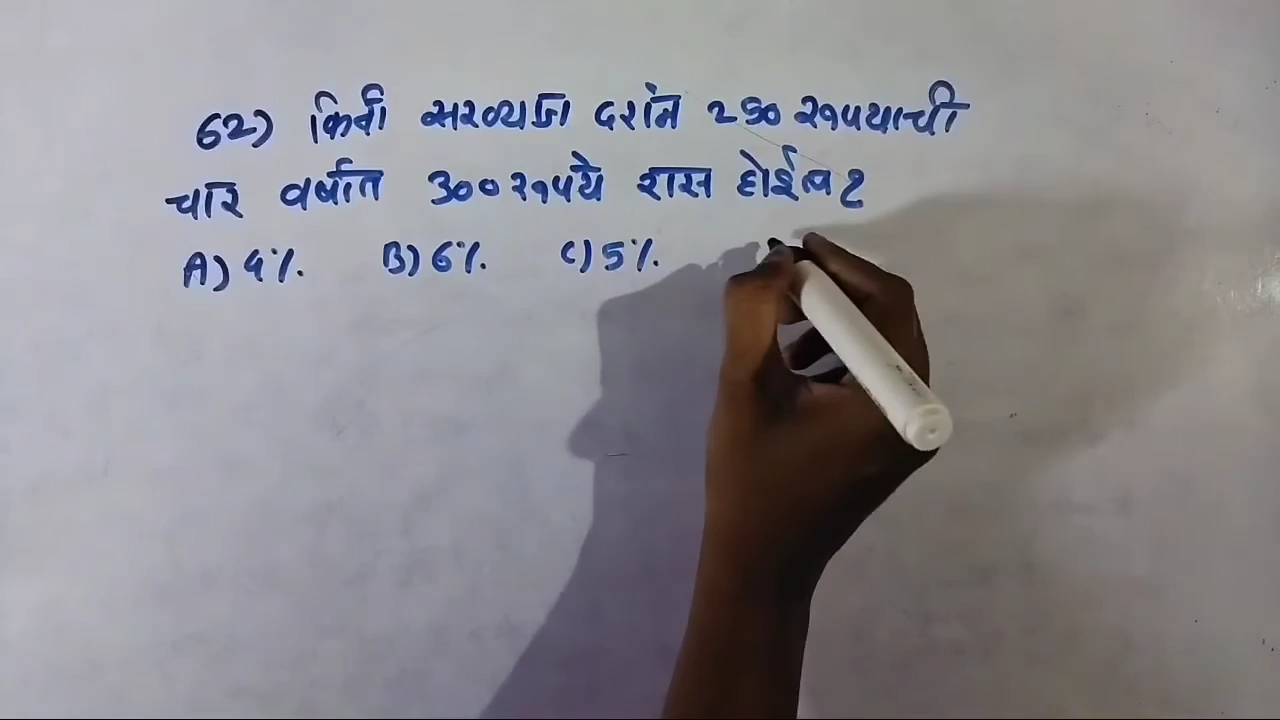 62) किती सरळव्याज दरांने 250 रुपयाची
चार वर्षात 300 रुपये रास होईल ?
A) 4% B) 6% C) 5%